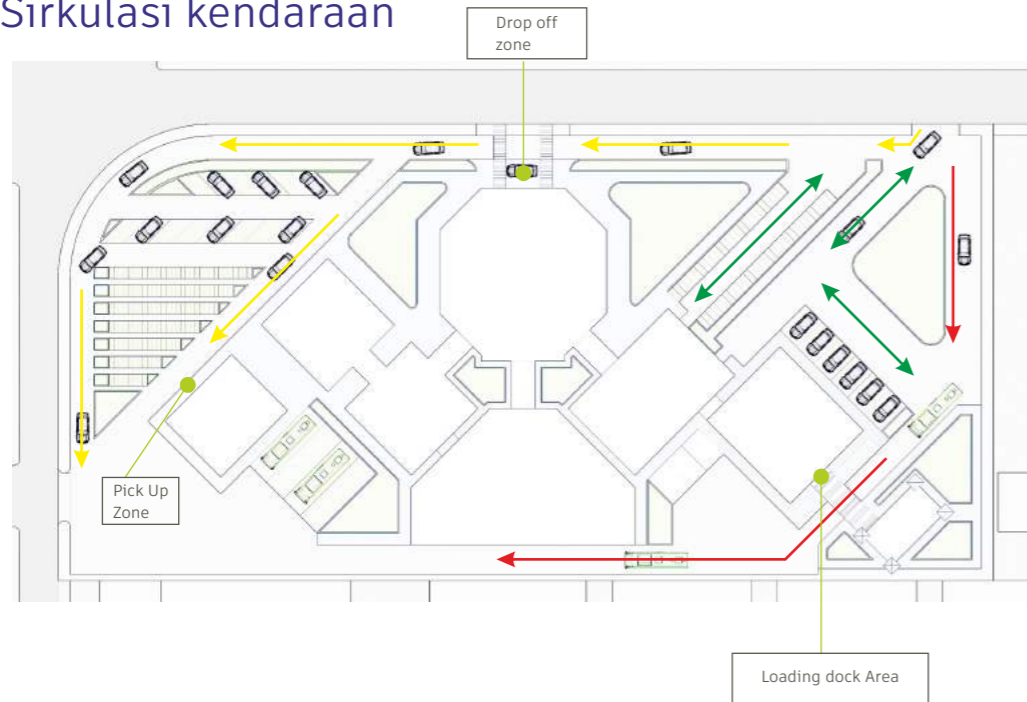 Sirkulasi kendaraan
Drop off
zone
Pick Up
Zone
Loading dock Area